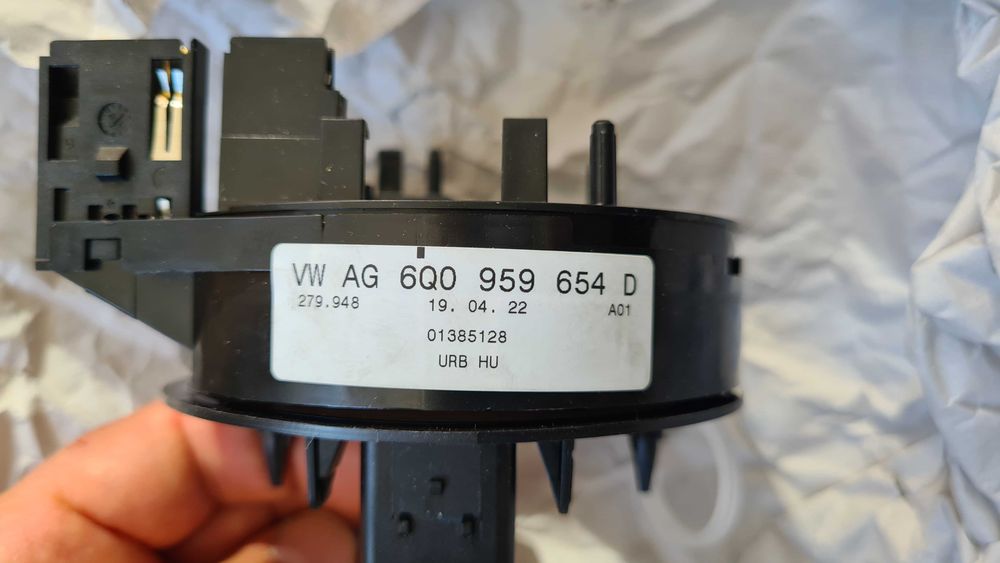 VW AG 6Q0 959 654 D
279.948 19. 04. 22 A01
01385128
URB HU